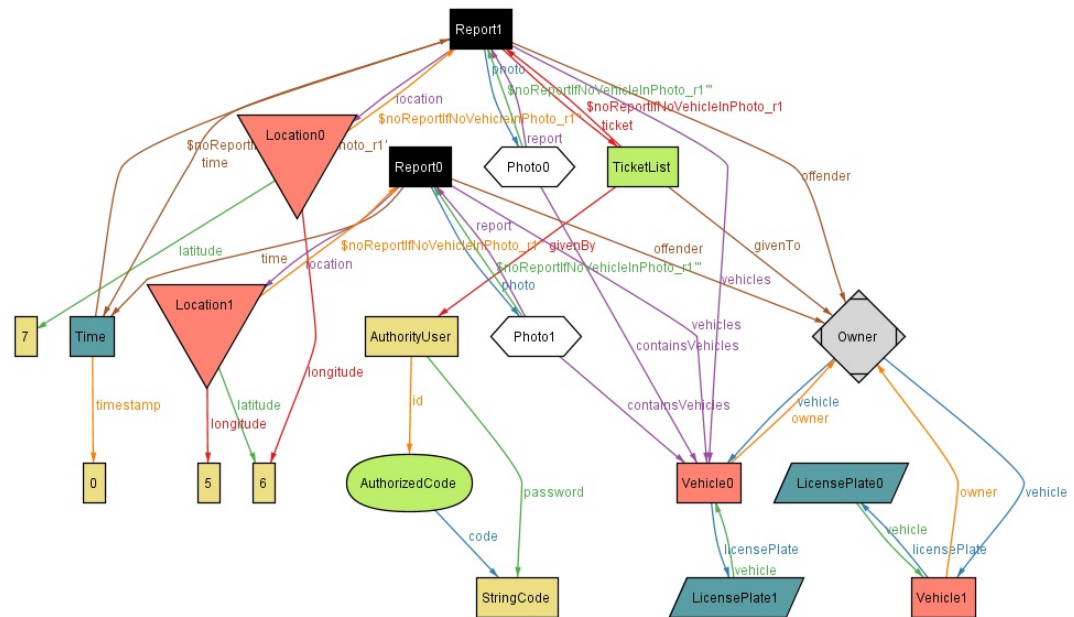 Report1
photo
location
$noReportIfNoVehicleInPhoto_r1'''
$noReportIfNoVehicleInPhoto_r1
$noReportIfNoVehicleInPhoto_r1''
ticket
Location0
report
$noReportIfNoVehicleInPhoto_r1'
time
Report0
Photo0
TicketList
offender
report
latitude
time
location
$noReportIfNoVehicleInPhoto_r1''
givenBy
offender
givenTo
$noReportIfNoVehicleInPhoto_r1'''
photo
vehicles
Location1
7
Time
AuthorityUser
Photo1
vehicles
Owner
containsVehicles
longitude
timestamp
latitude
longitude
id
containsVehicles
vehicle
owner
0
5
6
AuthorizedCode
password
Vehicle0
LicensePlate0
owner
vehicle
code
vehicle
licensePlate
licensePlate
vehicle
StringCode
LicensePlate1
Vehicle1